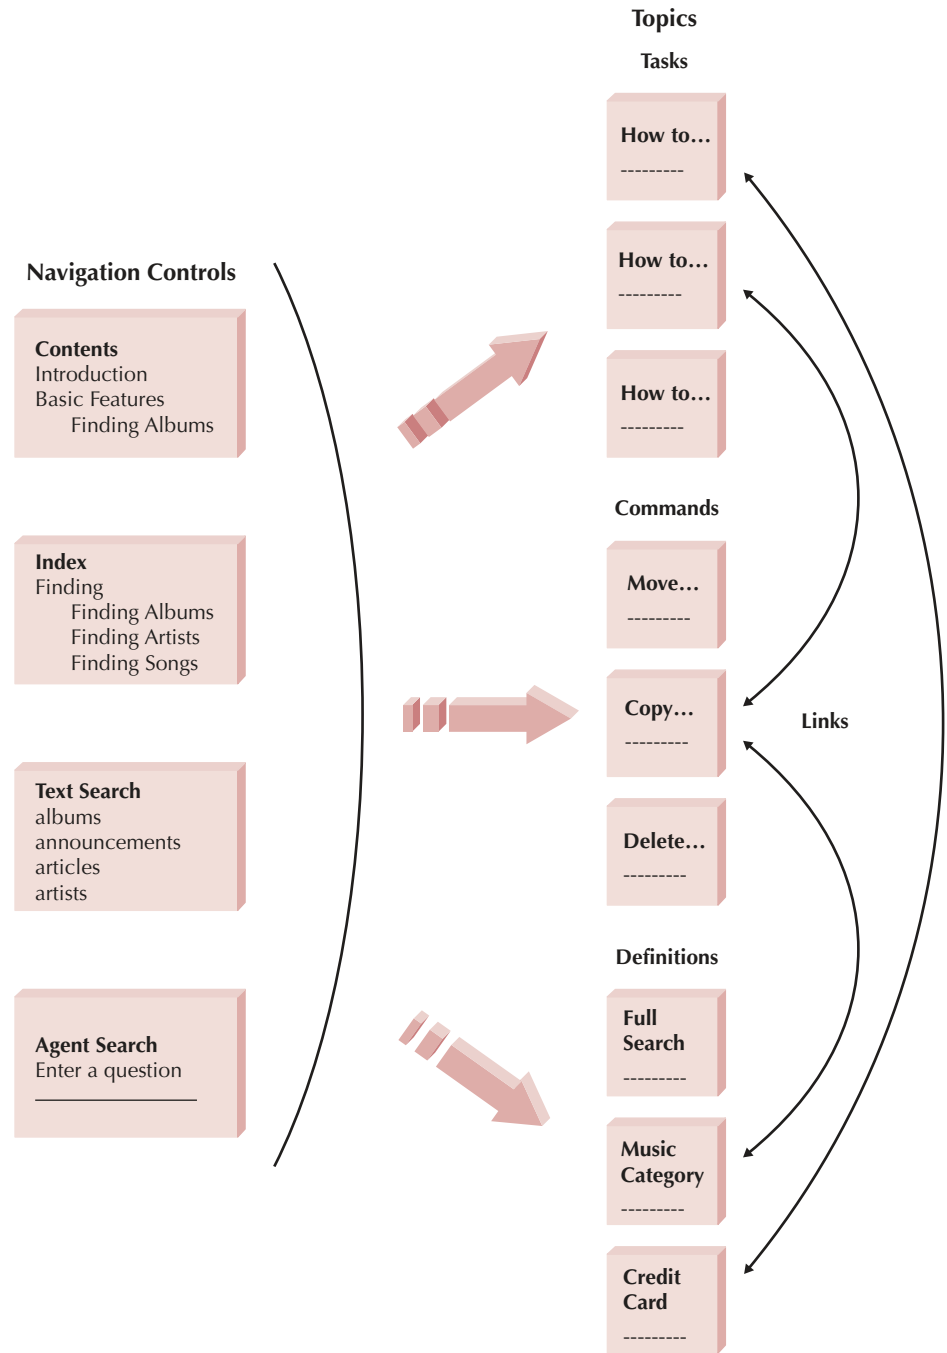 Topics
Tasks
How to…
---------
How to…
---------
How to…
---------
Navigation Controls
Contents
Introduction
Basic Features
Finding Albums
Index
Finding
Finding Albums
Finding Artists
Finding Songs
Text Search
albums
announcements
articles
artists
Agent Search
Enter a question
Commands
Move…
---------
Copy…
---------
Delete…
---------
Links
Definitions
Full
Search
---------
Music
Category
---------
Credit
Card
---------